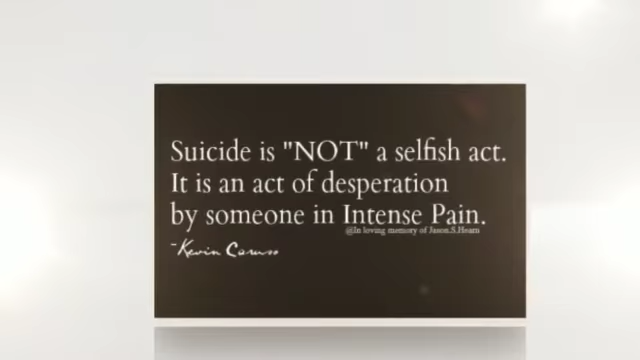 Suicide is "NOT" a selfish act.
It is an act of desperation
by someone in Intense Pain.
@In loving memory of Jason.S.Hearn
~Kevin Caruso